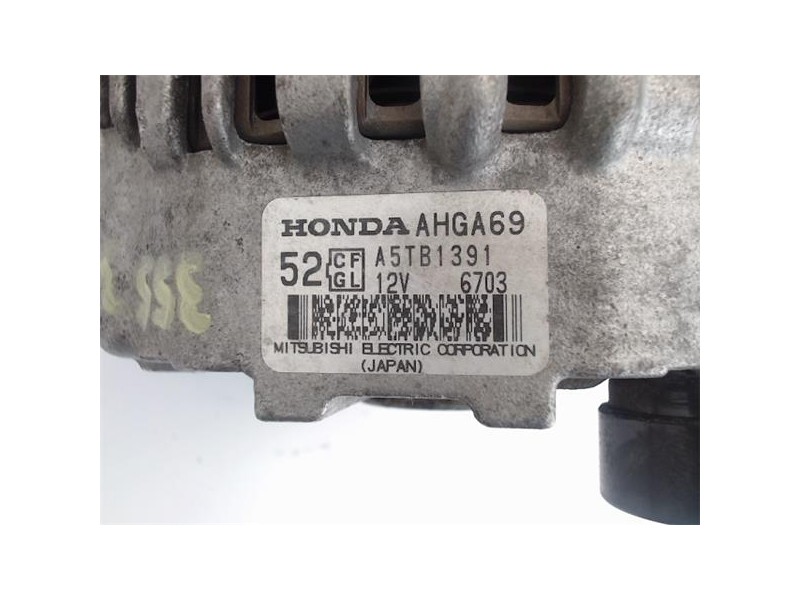 HONDA AHGA69
52 CF GL A5TB1391
12V 6703
MITSUBISHI ELECTRIC CORPORATION
(JAPAN)